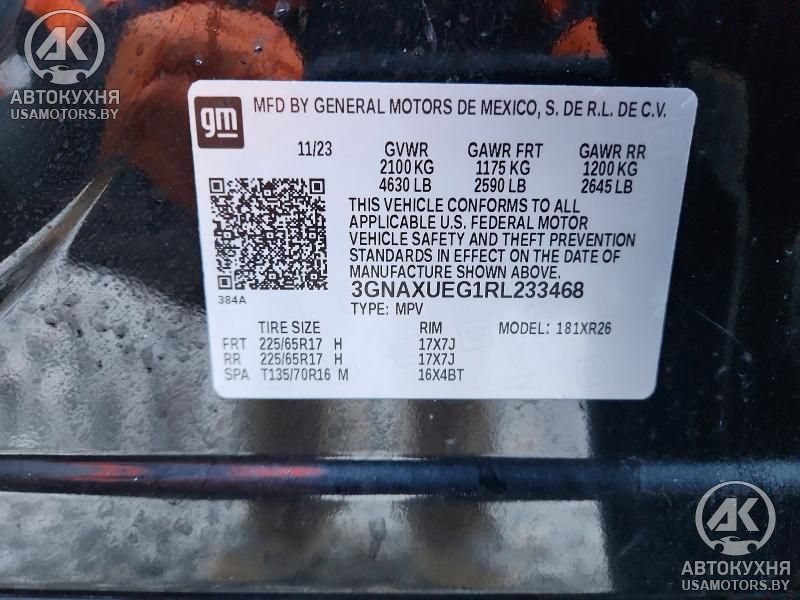 АВТОКУХНЯ
USAMOTORS.BY
gm
MFD BY GENERAL MOTORS DE MEXICO, S. DE R.L. DE C.V.
11/23 GVWR GAWR FRT GAWR RR
2100 KG 1175 KG 1200 KG
4630 LB 2590 LB 2645 LB
THIS VEHICLE CONFORMS TO ALL
APPLICABLE U.S. FEDERAL MOTOR
VEHICLE SAFETY AND THEFT PREVENTION
STANDARDS IN EFFECT ON THE DATE OF
MANUFACTURE SHOWN ABOVE.
384A
3GNAXUEG1RL233468
TYPE: MPV
TIRE SIZE RIM MODEL: 181XR26
FRT 225/65R17 H 17X7J
RR 225/65R17 H 17X7J
SPA T135/70R16 M 16X4BT
АВТОКУХНЯ
USAMOTORS.BY